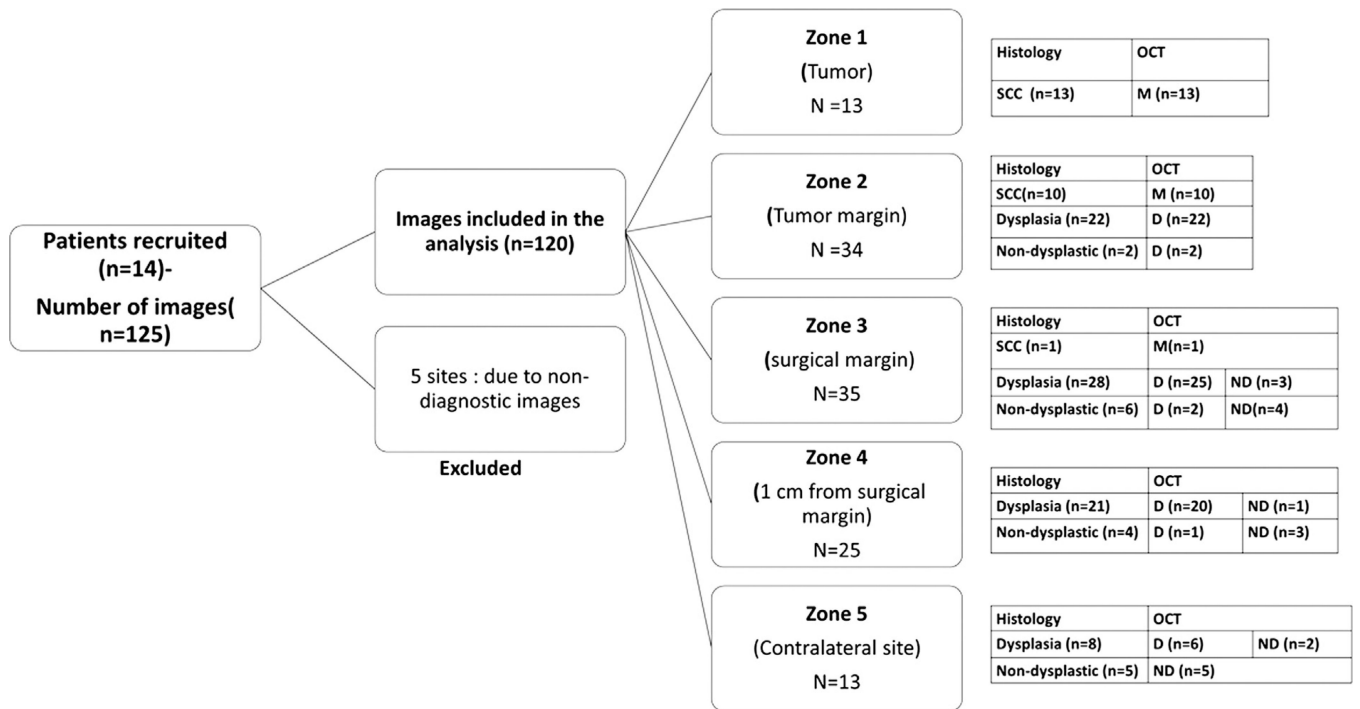 Patients recruited
(n=14)-
Number of images(
n=125)
Images included in the
analysis (n=120)
5 sites : due to non-
diagnostic images
Excluded
Zone 1
(Tumor)
N =13
Histology OCT
SCC (n=13) M (n=13)
Zone 2
(Tumor margin)
N =34
Histology OCT
SCC(n=10) M (n=10)
Dysplasia (n=22) D (n=22)
Non-dysplastic (n=2) D (n=2)
Zone 3
(surgical margin)
N=35
Histology OCT
SCC (n=1) M(n=1)
Dysplasia (n=28) D (n=25) ND (n=3)
Non-dysplastic (n=6) D (n=2) ND(n=4)
Zone 4
(1 cm from surgical
margin)
N=25
Histology OCT
Dysplasia (n=21) D (n=20) ND (n=1)
Non-dysplastic (n=4) D (n=1) ND (n=3)
Zone 5
(Contralateral site)
N=13
Histology OCT
Dysplasia (n=8) D (n=6) ND (n=2)
Non-dysplastic (n=5) ND (n=5)